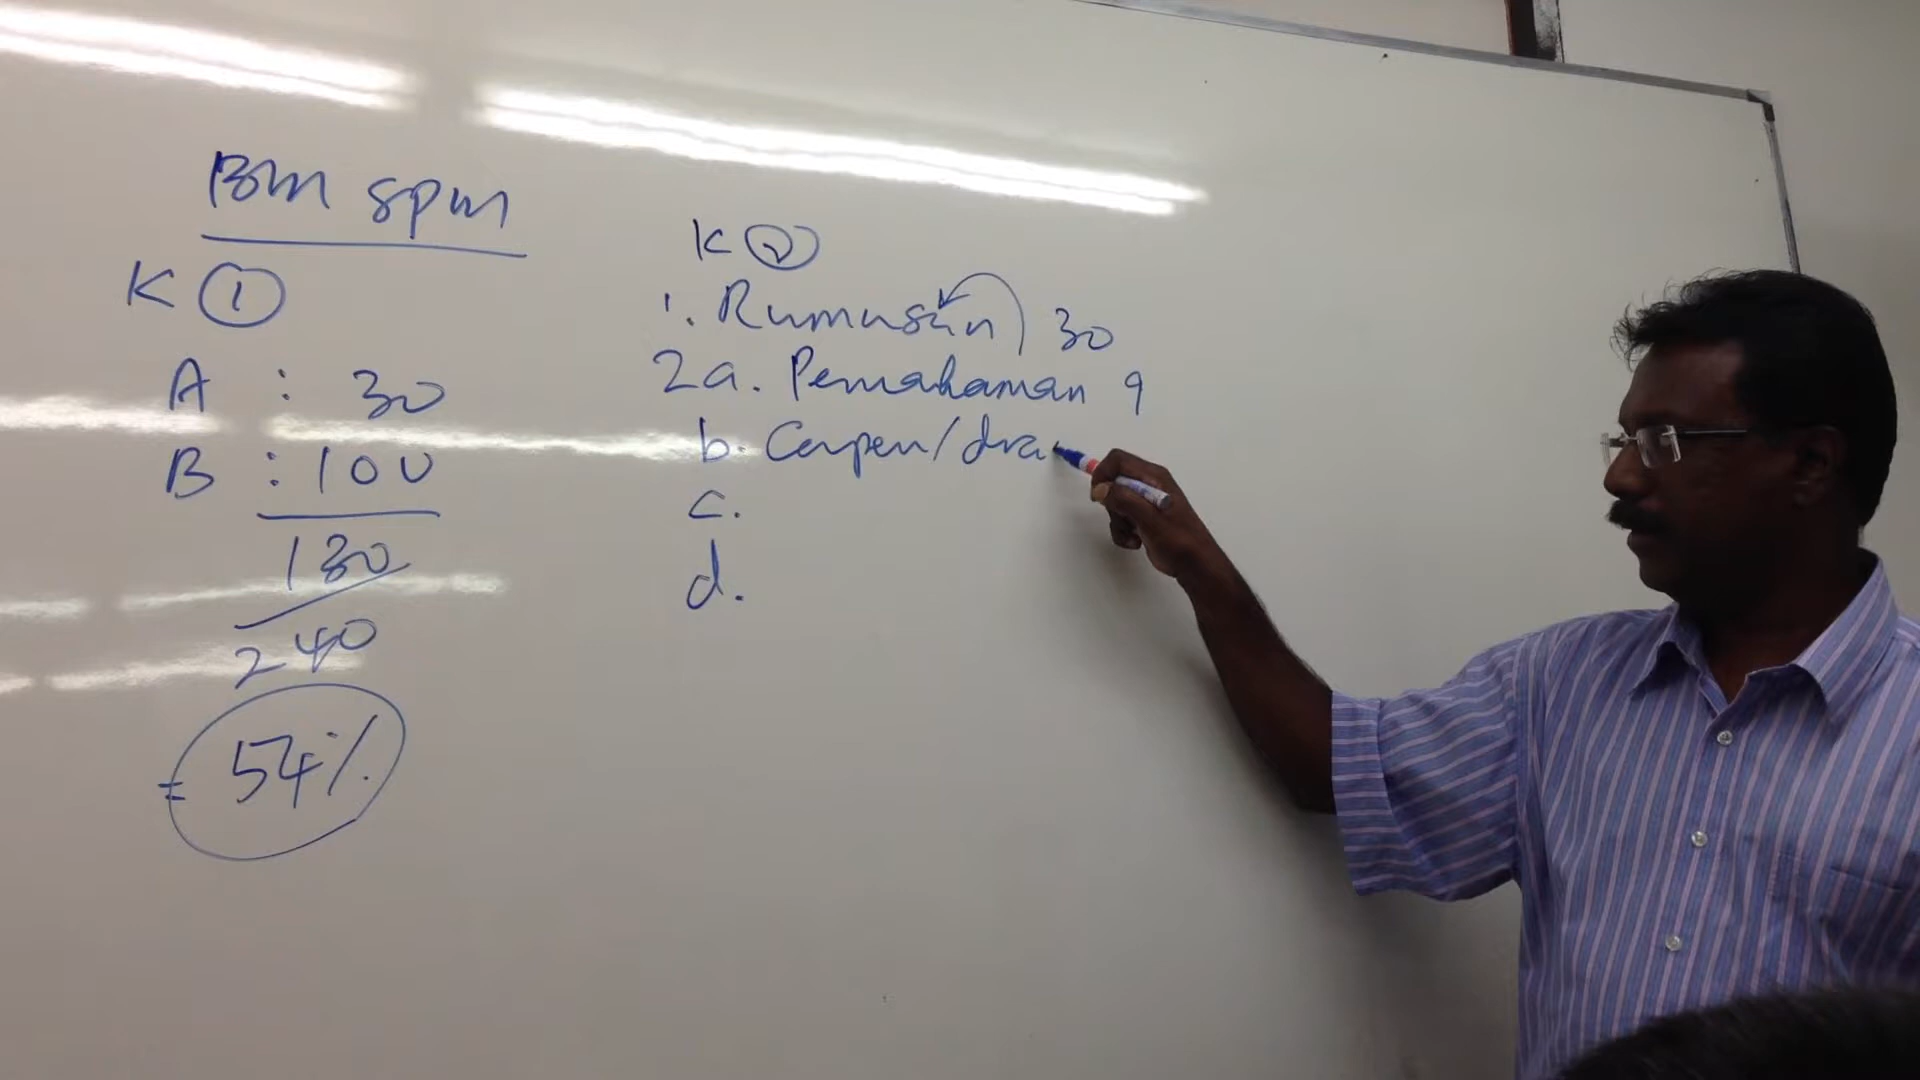 BM SPM
K 1
A : 30
B : 100
130
240
= 54%
K 2
1. Rumusan 30
2a. Pemahaman 9
b. Cerpen/dra
c.
d.